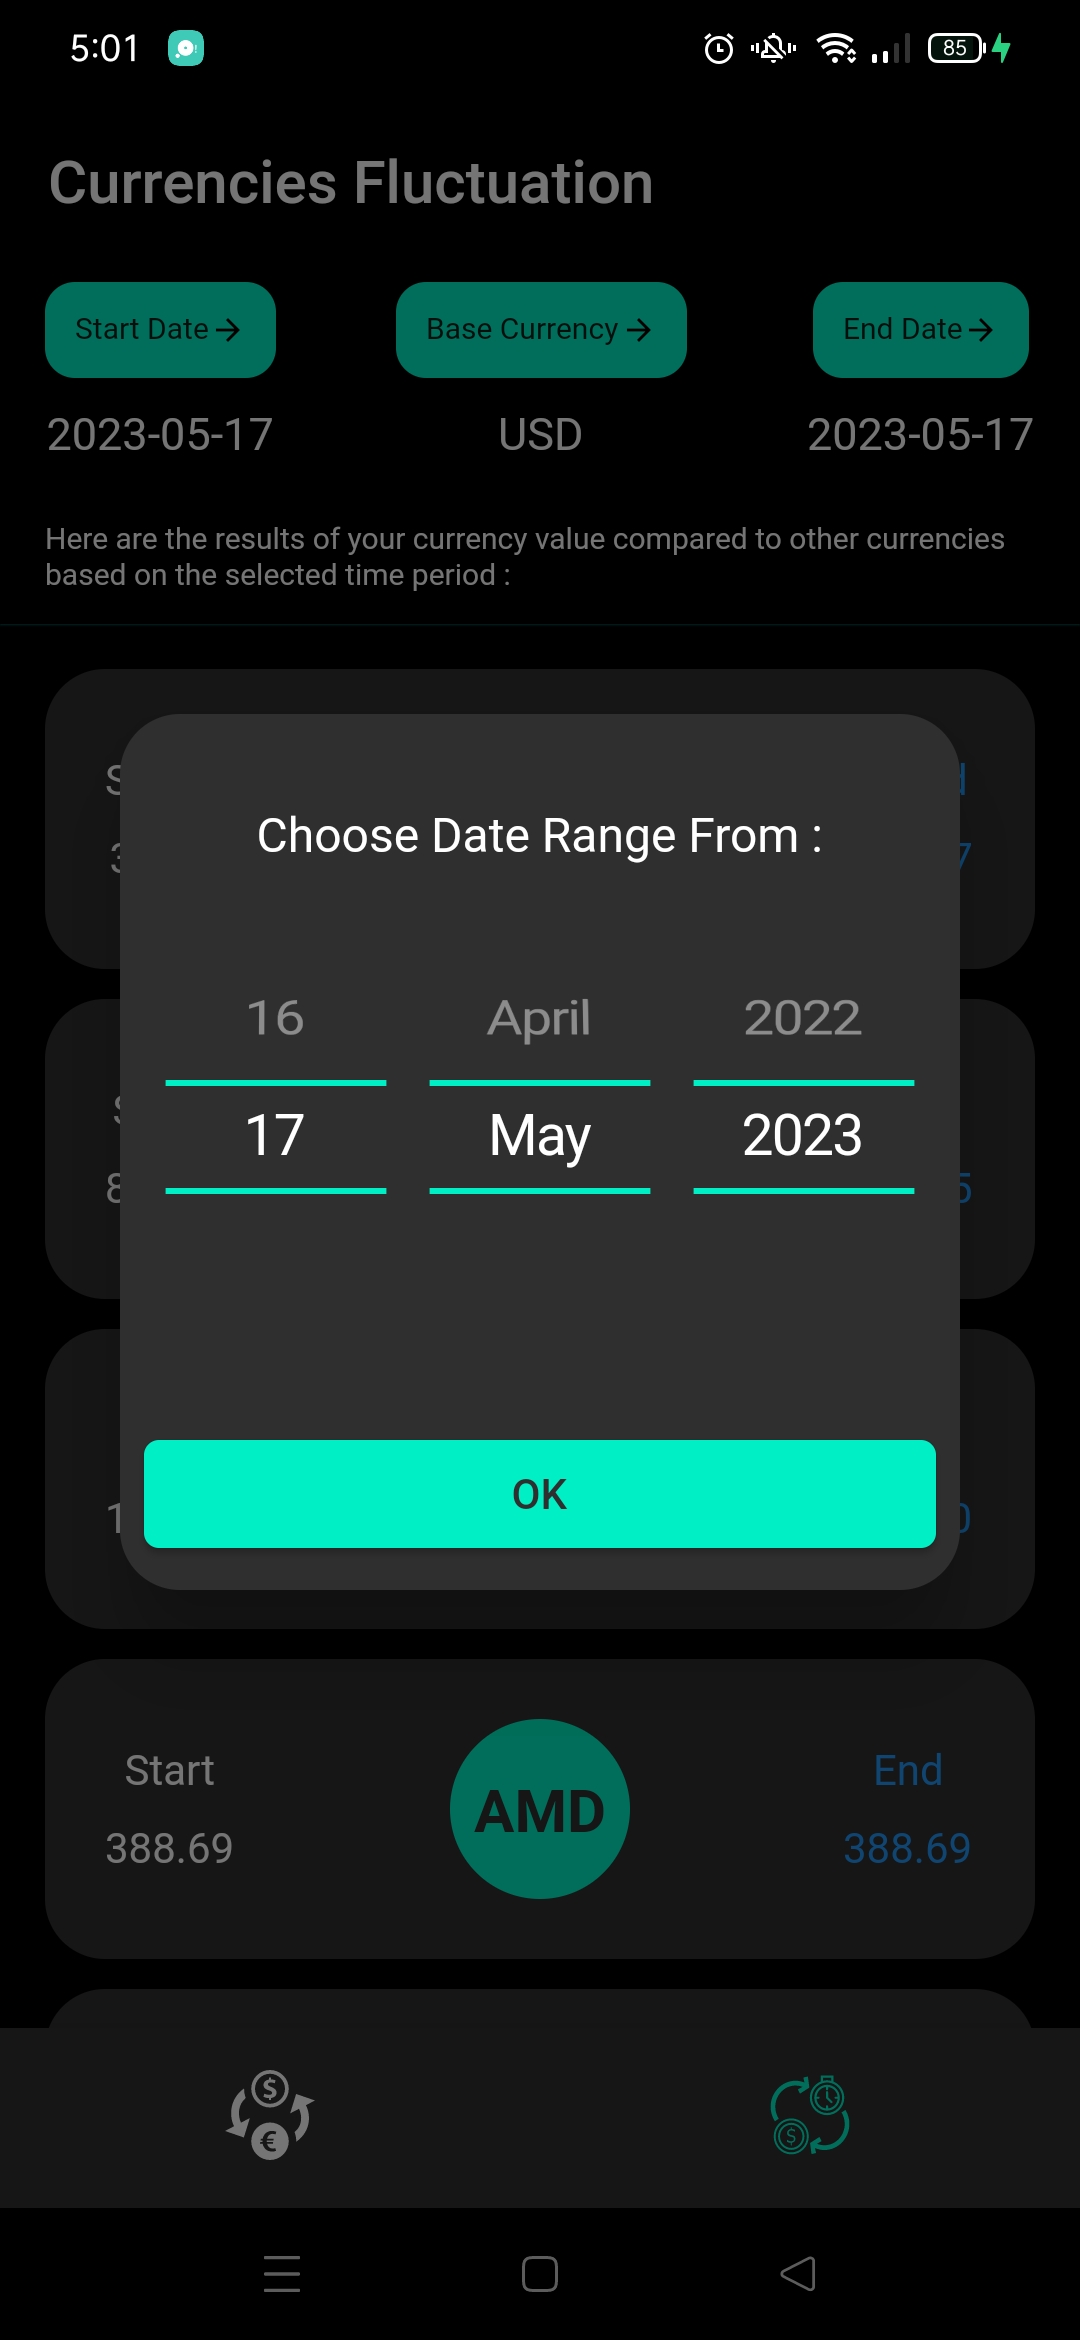 5:01
85
Currencies Fluctuation
Start Date
Base Currency
End Date
2023-05-17
USD
2023-05-17
Here are the results of your currency value compared to other currencies
based on the selected time period :
Choose Date Range From :
16 April 2022
17 May 2023
OK
Start
AMD
End
388.69
388.69